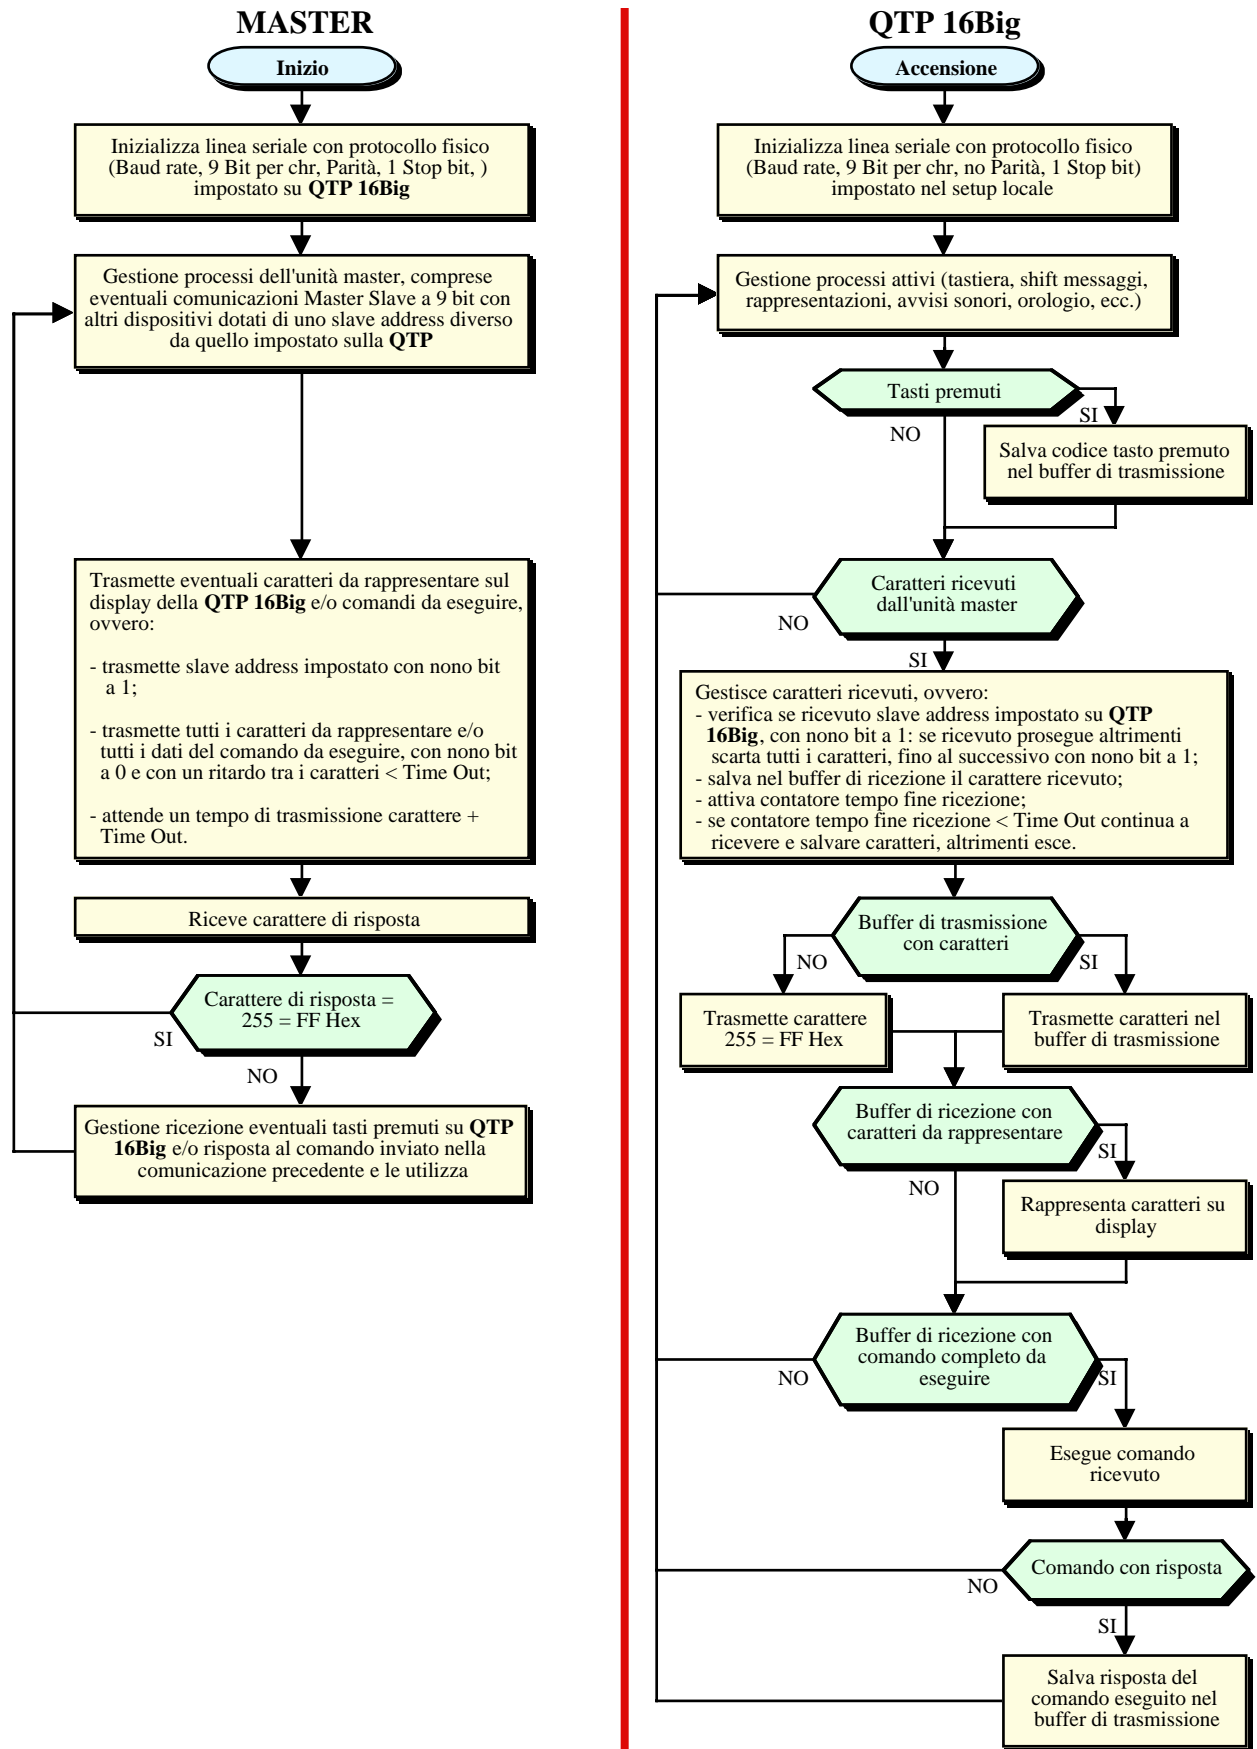 MASTER
Inizio
Inizializza linea seriale con protocollo fisico
(Baud rate, 9 Bit per chr, Parità, 1 Stop bit, )
impostato su QTP 16Big
Gestione processi dell'unità master, comprese
eventuali comunicazioni Master Slave a 9 bit con
altri dispositivi dotati di uno slave address diverso
da quello impostato sulla QTP
Trasmette eventuali caratteri da rappresentare sul
display della QTP 16Big e/o comandi da eseguire,
ovvero:
- trasmette slave address impostato con nono bit
a 1;
- trasmette tutti i caratteri da rappresentare e/o
tutti i dati del comando da eseguire, con nono bit
a 0 e con un ritardo tra i caratteri < Time Out;
- attende un tempo di trasmissione carattere +
Time Out.
Riceve carattere di risposta
Carattere di risposta =
255 = FF Hex
SI
NO
Gestione ricezione eventuali tasti premuti su QTP
16Big e/o risposta al comando inviato nella
comunicazione precedente e le utilizza
QTP 16Big
Accensione
Inizializza linea seriale con protocollo fisico
(Baud rate, 9 Bit per chr, no Parità, 1 Stop bit)
impostato nel setup locale
Gestione processi attivi (tastiera, shift messaggi,
rappresentazioni, avvisi sonori, orologio, ecc.)
Tasti premuti
SI
NO
Salva codice tasto premuto
nel buffer di trasmissione
Caratteri ricevuti
dall'unità master
NO
SI
Gestisce caratteri ricevuti, ovvero:
- verifica se ricevuto slave address impostato su QTP
16Big, con nono bit a 1: se ricevuto prosegue altrimenti
scarta tutti i caratteri, fino al successivo con nono bit a 1;
- salva nel buffer di ricezione il carattere ricevuto;
- attiva contatore tempo fine ricezione;
- se contatore tempo fine ricezione < Time Out continua a
ricevere e salvare caratteri, altrimenti esce.
Buffer di trasmissione
con caratteri
NO
SI
Trasmette carattere
255 = FF Hex
Trasmette caratteri nel
buffer di trasmissione
Buffer di ricezione con
caratteri da rappresentare
SI
NO
Rappresenta caratteri su
display
Buffer di ricezione con
comando completo da
eseguire
NO
SI
Esegue comando
ricevuto
Comando con risposta
NO
SI
Salva risposta del
comando eseguito nel
buffer di trasmissione